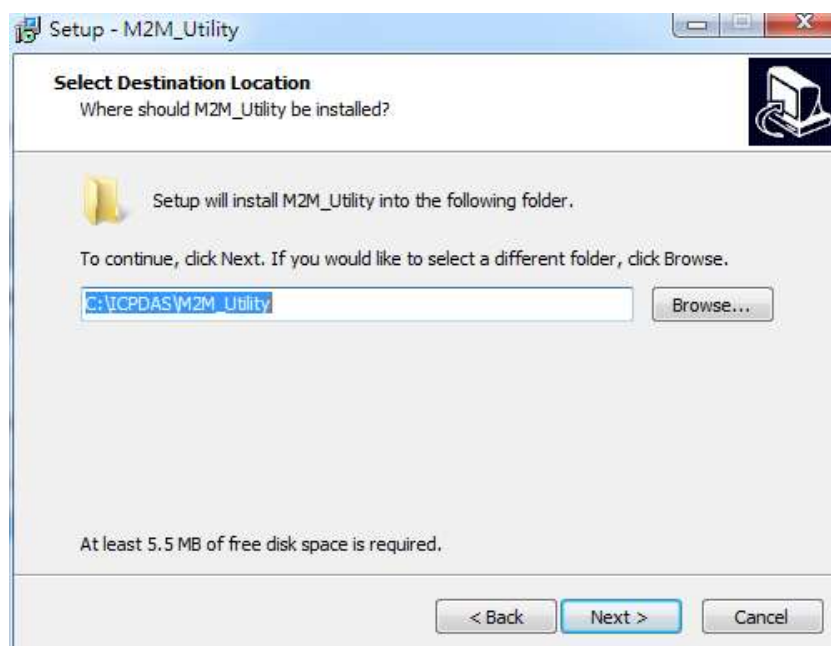 Setup - M2M_Utility
Select Destination Location
Where should M2M_Utility be installed?
Setup will install M2M_Utility into the following folder.
To continue, click Next. If you would like to select a different folder, click Browse.
C:\ICPDAS\M2M_Utility
Browse...
At least 5.5 MB of free disk space is required.
< Back
Next >
Cancel